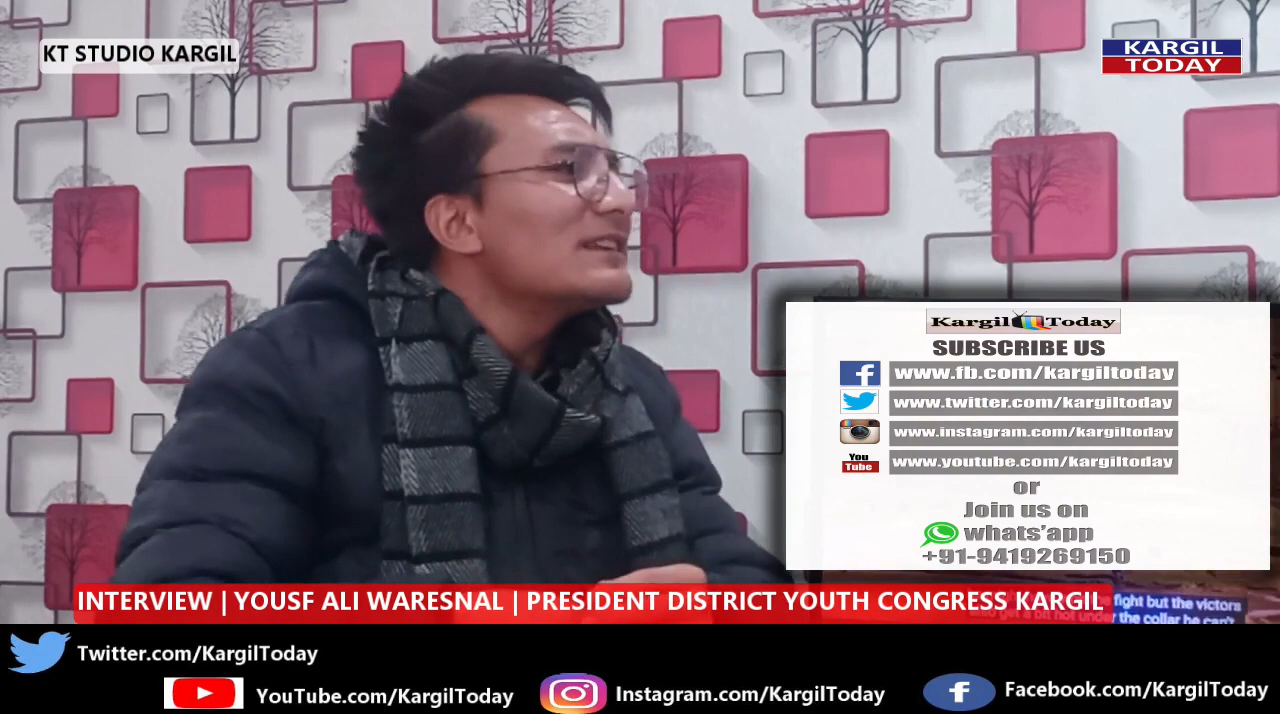 KT STUDIO KARGIL
KARGIL
TODAY
Kargil Today
SUBSCRIBE US
f www.fb.com/kargiltoday
www.twitter.com/kargiltoday
www.instagram.com/kargiltoday
You
Tube
www.youtube.com/kargiltoday
or
Join us on
whats'app
+91-9419269150
INTERVIEW | YOUSF ALI WARESNAL | PRESIDENT DISTRICT YOUTH CONGRESS KARGIL
fight but the victors
under the collar he can't
Twitter.com/KargilToday
YouTube.com/KargilToday
Instagram.com/KargilToday
f Facebook.com/KargilToday